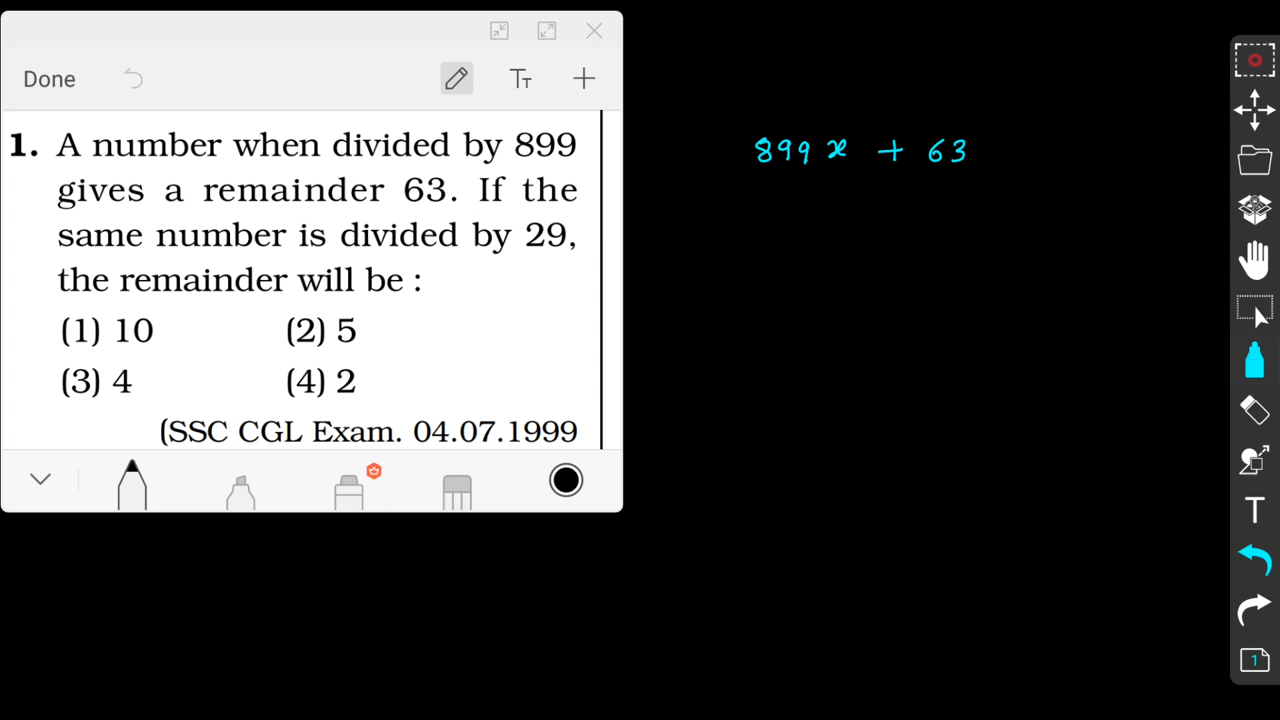 Done
Tт
1. A number when divided by 899
gives a remainder 63. If the
same number is divided by 29,
the remainder will be :
(1) 10 (2) 5
(3) 4 (4) 2
(SSC CGL Exam. 04.07.1999
899x + 63
T
1